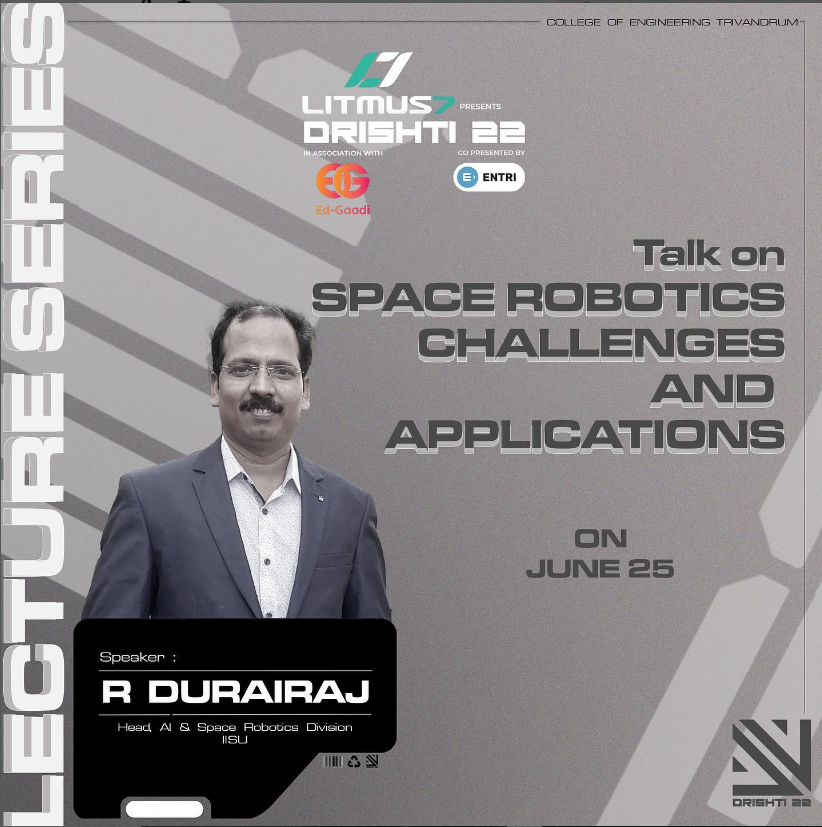 LECTURE SERIES
COLLEGE OF ENGINEERING TRIVANDRUM
LITMUS7 PRESENTS
DRISHTI 22
IN ASSOCIATION WITH
CO PRESENTED BY
EG
Ed-Gaadi
E
ENTRI
Talk on
SPACE ROBOTICS
CHALLENGES
AND
APPLICATIONS
ON
JUNE 25
Speaker :
R DURAIRAJ
Head, AI & Space Robotics Division
IISU
DRISHTI 22